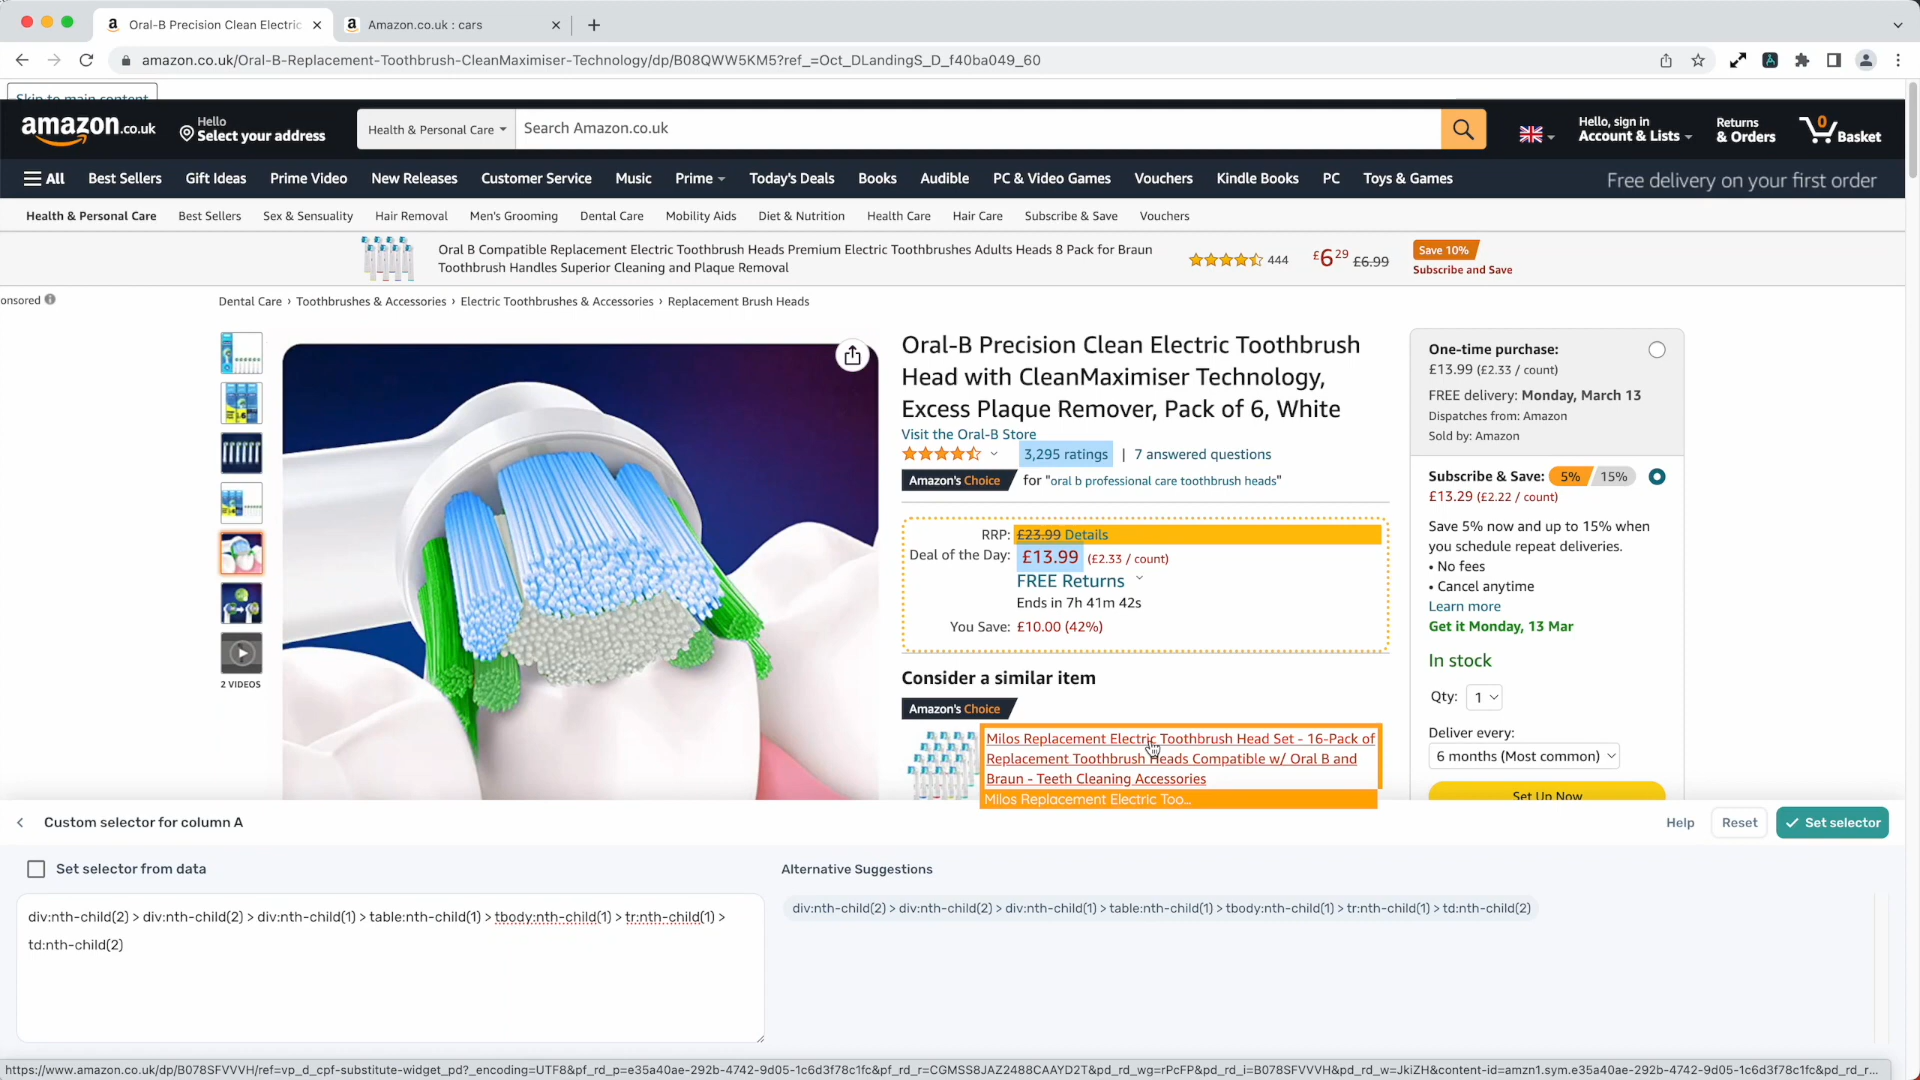 Oral-B Precision Clean Electric
Amazon.co.uk : cars
amazon.co.uk/Oral-B-Replacement-Toothbrush-CleanMaximiser-Technology/dp/B08QWW5KM5?ref_=Oct_DLandingS_D_f40ba049_60
Skip to main content
amazon.co.uk
Hello
Select your address
Health & Personal Care
Search Amazon.co.uk
Hello, sign in
Account & Lists
Returns
& Orders
0
Basket
All Best Sellers Gift Ideas Prime Video New Releases Customer Service Music Prime Today's Deals Books Audible PC & Video Games Vouchers Kindle Books PC Toys & Games
Free delivery on your first order
Health & Personal Care Best Sellers Sex & Sensuality Hair Removal Men's Grooming Dental Care Mobility Aids Diet & Nutrition Health Care Hair Care Subscribe & Save Vouchers
Oral B Compatible Replacement Electric Toothbrush Heads Premium Electric Toothbrushes Adults Heads 8 Pack for Braun
Toothbrush Handles Superior Cleaning and Plaque Removal
444
£6 29 £6.99
Save 10%
Subscribe and Save
onsored
Dental Care › Toothbrushes & Accessories › Electric Toothbrushes & Accessories › Replacement Brush Heads
2 VIDEOS
Oral-B Precision Clean Electric Toothbrush
Head with CleanMaximiser Technology,
Excess Plaque Remover, Pack of 6, White
Visit the Oral-B Store
3,295 ratings | 7 answered questions
Amazon's Choice for "oral b professional care toothbrush heads"
RRP: £23.99 Details
Deal of the Day: £13.99 (£2.33 / count)
FREE Returns
Ends in 7h 41m 42s
You Save: £10.00 (42%)
Consider a similar item
Amazon's Choice
Milos Replacement Electric Toothbrush Head Set - 16-Pack of
Replacement Toothbrush Heads Compatible w/ Oral B and
Braun - Teeth Cleaning Accessories
Milos Replacement Electric Too...
One-time purchase:
£13.99 (£2.33 / count)
FREE delivery: Monday, March 13
Dispatches from: Amazon
Sold by: Amazon
Subscribe & Save: 5% 15%
£13.29 (£2.22 / count)
Save 5% now and up to 15% when
you schedule repeat deliveries.
• No fees
• Cancel anytime
Learn more
Get it Monday, 13 Mar
In stock
Qty: 1
Deliver every:
6 months (Most common)
Set Up Now
Custom selector for column A
Help
Reset
Set selector
Set selector from data
Alternative Suggestions
div:nth-child(2) > div:nth-child(2) > div:nth-child(1) > table:nth-child(1) > tbody:nth-child(1) > tr:nth-child(1) >
td:nth-child(2)
div:nth-child(2) > div:nth-child(2) > div:nth-child(1) > table:nth-child(1) > tbody:nth-child(1) > tr:nth-child(1) > td:nth-child(2)
https://www.amazon.co.uk/dp/B078SFVVVH/ref=vp_d_cpf-substitute-widget_pd?_encoding=UTF8&pf_rd_p=e35a40ae-292b-4742-9d05-1c6d3f78c1fc&pf_rd_r=CGMSS8JAZ2488CAAYD2T&pd_rd_wg=rPcFP&pd_rd_i=B078SFVVVH&pd_rd_w=JkiZH&content-id=amzn1.sym.e35a40ae-292b-4742-9d05-1c6d3f78c1fc&pd_rd_r...